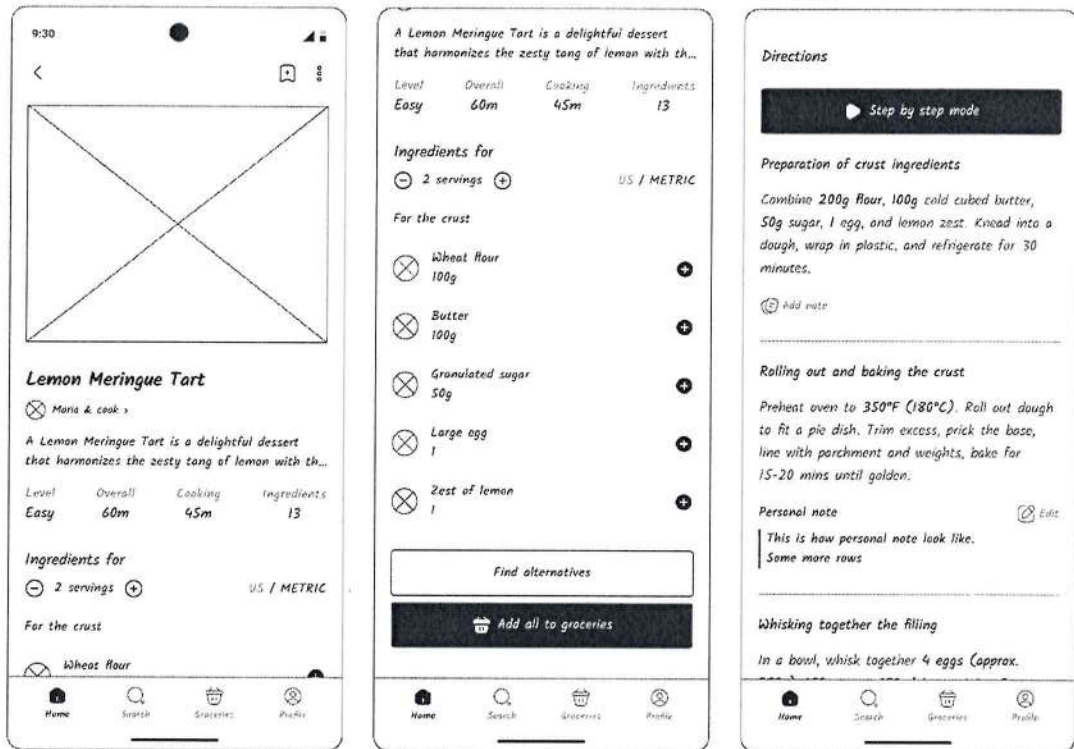 9:30
Lemon Meringue Tart
Maria & cook >
A Lemon Meringue Tart is a delightful dessert
that harmonizes the zesty tang of lemon with th...
Level Overall Cooking Ingredients
Easy 60m 45m 13
Ingredients for
2 servings US / METRIC
For the crust
Wheat flour
Home Search Groceries Profile
A Lemon Meringue Tart is a delightful dessert
that harmonizes the zesty tang of lemon with th...
Level Overall Cooking Ingredients
Easy 60m 45m 13
Ingredients for
2 servings US / METRIC
For the crust
Wheat flour
100g
Butter
100g
Granulated sugar
50g
Large egg
1
Zest of lemon
1
Find alternatives
Add all to groceries
Home Search Groceries Profile
Directions
Step by step mode
Preparation of crust ingredients
Combine 200g flour, 100g cold cubed butter,
50g sugar, 1 egg, and lemon zest. Knead into a
dough, wrap in plastic, and refrigerate for 30
minutes.
Add note
Rolling out and baking the crust
Preheat oven to 350°F (180°C). Roll out dough
to fit a pie dish. Trim excess, prick the base,
line with parchment and weights, bake for
15-20 mins until golden.
Personal note Edit
This is how personal note look like.
Some more rows
Whisking together the filling
In a bowl, whisk together 4 eggs (approx.
Home Search Groceries Profile